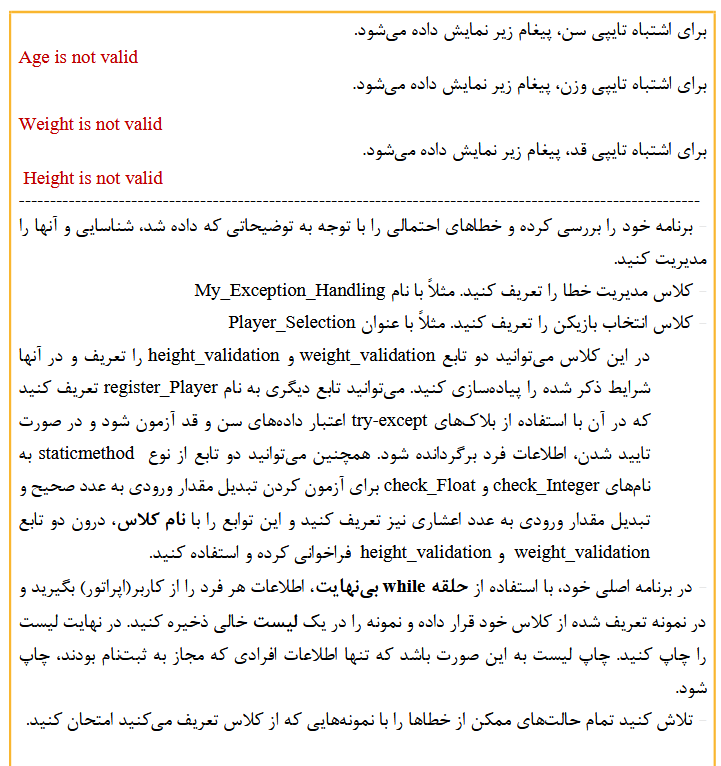 برای اشتباه تایپی سن، پیغام زیر نمایش داده می‌شود.
Age is not valid
برای اشتباه تایپی وزن، پیغام زیر نمایش داده می‌شود.
Weight is not valid
برای اشتباه تایپی قد، پیغام زیر نمایش داده می‌شود.
Height is not valid
- برنامه خود را بررسی کرده و خطاهای احتمالی را با توجه به توضیحاتی که داده شد، شناسایی و آنها را
مدیریت کنید.
- کلاس مدیریت خطا را تعریف کنید. مثلاً با نام My_Exception_Handling
- کلاس انتخاب بازیکن را تعریف کنید. مثلاً با عنوان Player_Selection
در این کلاس می‌توانید دو تابع weight_validation و height_validation را تعریف و در آنها
شرایط ذکر شده را پیاده‌سازی کنید. می‌توانید تابع دیگری به نام register_Player تعریف کنید
که در آن با استفاده از بلاک‌های try-except اعتبار داده‌های سن و قد آزمون شود و در صورت
تایید شدن، اطلاعات فرد برگردانده شود. همچنین می‌توانید دو تابع از نوع staticmethod به
نام‌های check_Integer و check_Float برای آزمون کردن تبدیل مقدار ورودی به عدد صحیح و
تبدیل مقدار ورودی به عدد اعشاری نیز تعریف کنید و این توابع را با نام کلاس، درون دو تابع
weight_validation و height_validation فراخوانی کرده و استفاده کنید.
- در برنامه اصلی خود، با استفاده از حلقه while بی‌نهایت، اطلاعات هر فرد را از کاربر(اپراتور) بگیرید و
در نمونه تعریف شده از کلاس خود قرار داده و نمونه را در یک لیست خالی ذخیره کنید. در نهایت لیست
را چاپ کنید. چاپ لیست به این صورت باشد که تنها اطلاعات افرادی که مجاز به ثبتنام بودند، چاپ
شود.
- تلاش کنید تمام حالت‌های ممکن از خطاها را با نمونه‌هایی که از کلاس تعریف می‌کنید امتحان کنید.